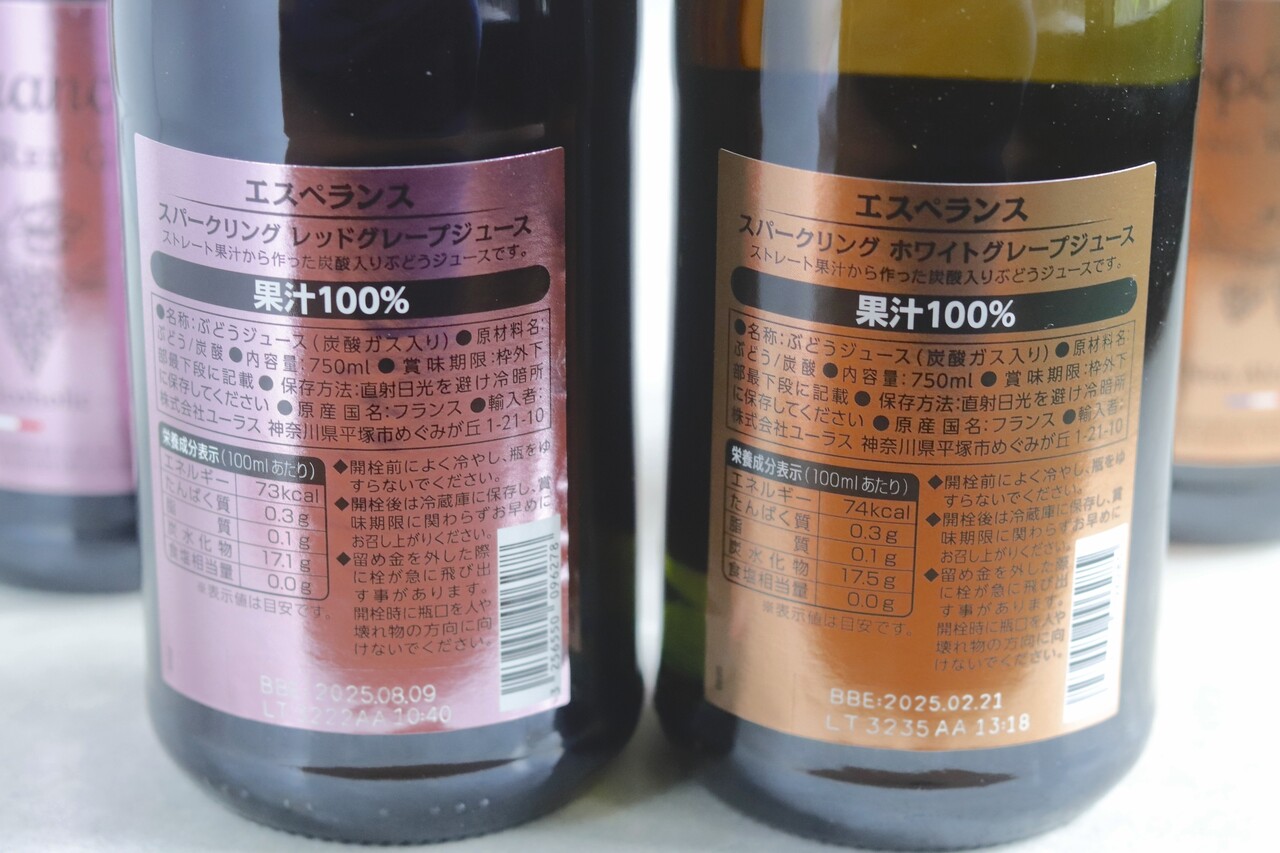 エスペランス
スパークリング レッドグレープジュース
ストレート果汁から作った炭酸入りぶどうジュースです。
果汁100%
●名称:ぶどうジュース(炭酸ガス入り)●原材料名:
ぶどう/炭酸 ●内容量:750ml ●賞味期限:枠外下
部最下段に記載 ●保存方法:直射日光を避け冷暗所
に保存してください ●原産国名:フランス ●輸入者:
株式会社ユーラス 神奈川県平塚市めぐみが丘1-21-10
栄養成分表示(100mlあたり)
エネルギー 73kcal
たんぱく質 0.3g
脂質 0.1g
炭水化物 17.1g
食塩相当量 0.0g
※表示値は目安です。
◆開栓前によく冷やし、瓶をゆ
すらないでください。
◆開栓後は冷蔵庫に保存し、賞
味期限に関わらずお早めに
お召し上がりください。
◆留め金を外した際
に栓が急に飛び出
す事があります。
開栓時に瓶口を人や
壊れ物の方向に向
けないでください。
3 256550 096278
BBE 2025.08.09
LT 3222AA 10:40
エスペランス
スパークリング ホワイトグレープジュース
ストレート果汁から作った炭酸入りぶどうジュースです。
果汁100%
●名称:ぶどうジュース(炭酸ガス入り)●原材料名:
ぶどう/炭酸 ●内容量:750ml ●賞味期限:枠外下
部最下段に記載 ●保存方法:直射日光を避け冷暗所
に保存してください ●原産国名:フランス ●輸入者:
株式会社ユーラス 神奈川県平塚市めぐみが丘1-21-10
栄養成分表示(100mlあたり)
エネルギー 74kcal
たんぱく質 0.3g
脂質 0.1g
炭水化物 17.5g
食塩相当量 0.0g
※表示値は目安です。
◆開栓前によく冷やし、瓶をゆ
すらないでください。
◆開栓後は冷蔵庫に保存し、賞
味期限に関わらずお早めに
お召し上がりください。
◆留め金を外した際
に栓が急に飛び出
す事があります。
開栓時に瓶口を人や
壊れ物の方向に向
けないでください。
BBE:2025.02.21
LT 3235AA 13:18